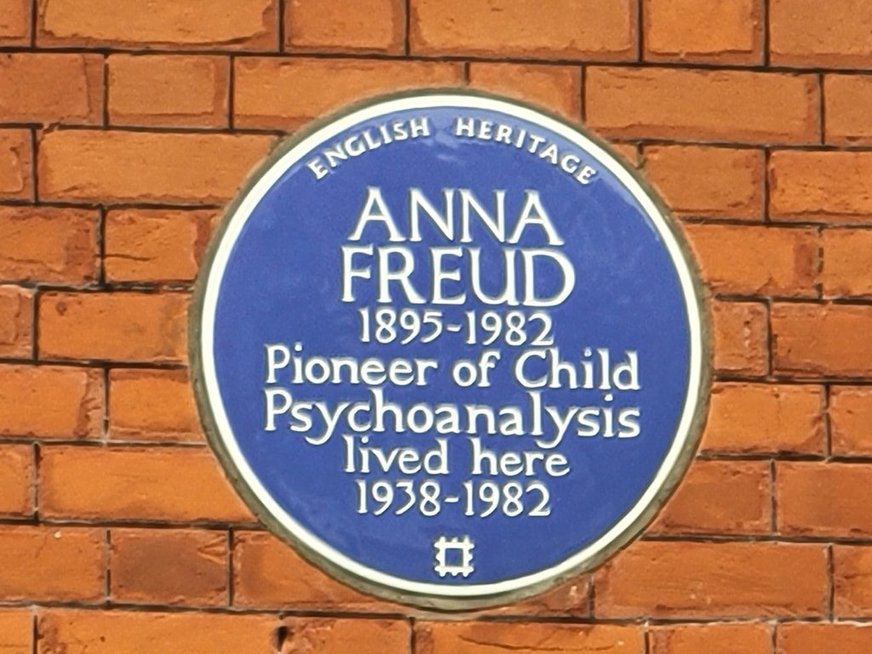 ENGLISH HERITAGE
ANNA
FREUD
1895-1982
Pioneer of Child
Psychoanalysis
lived here
1938-1982